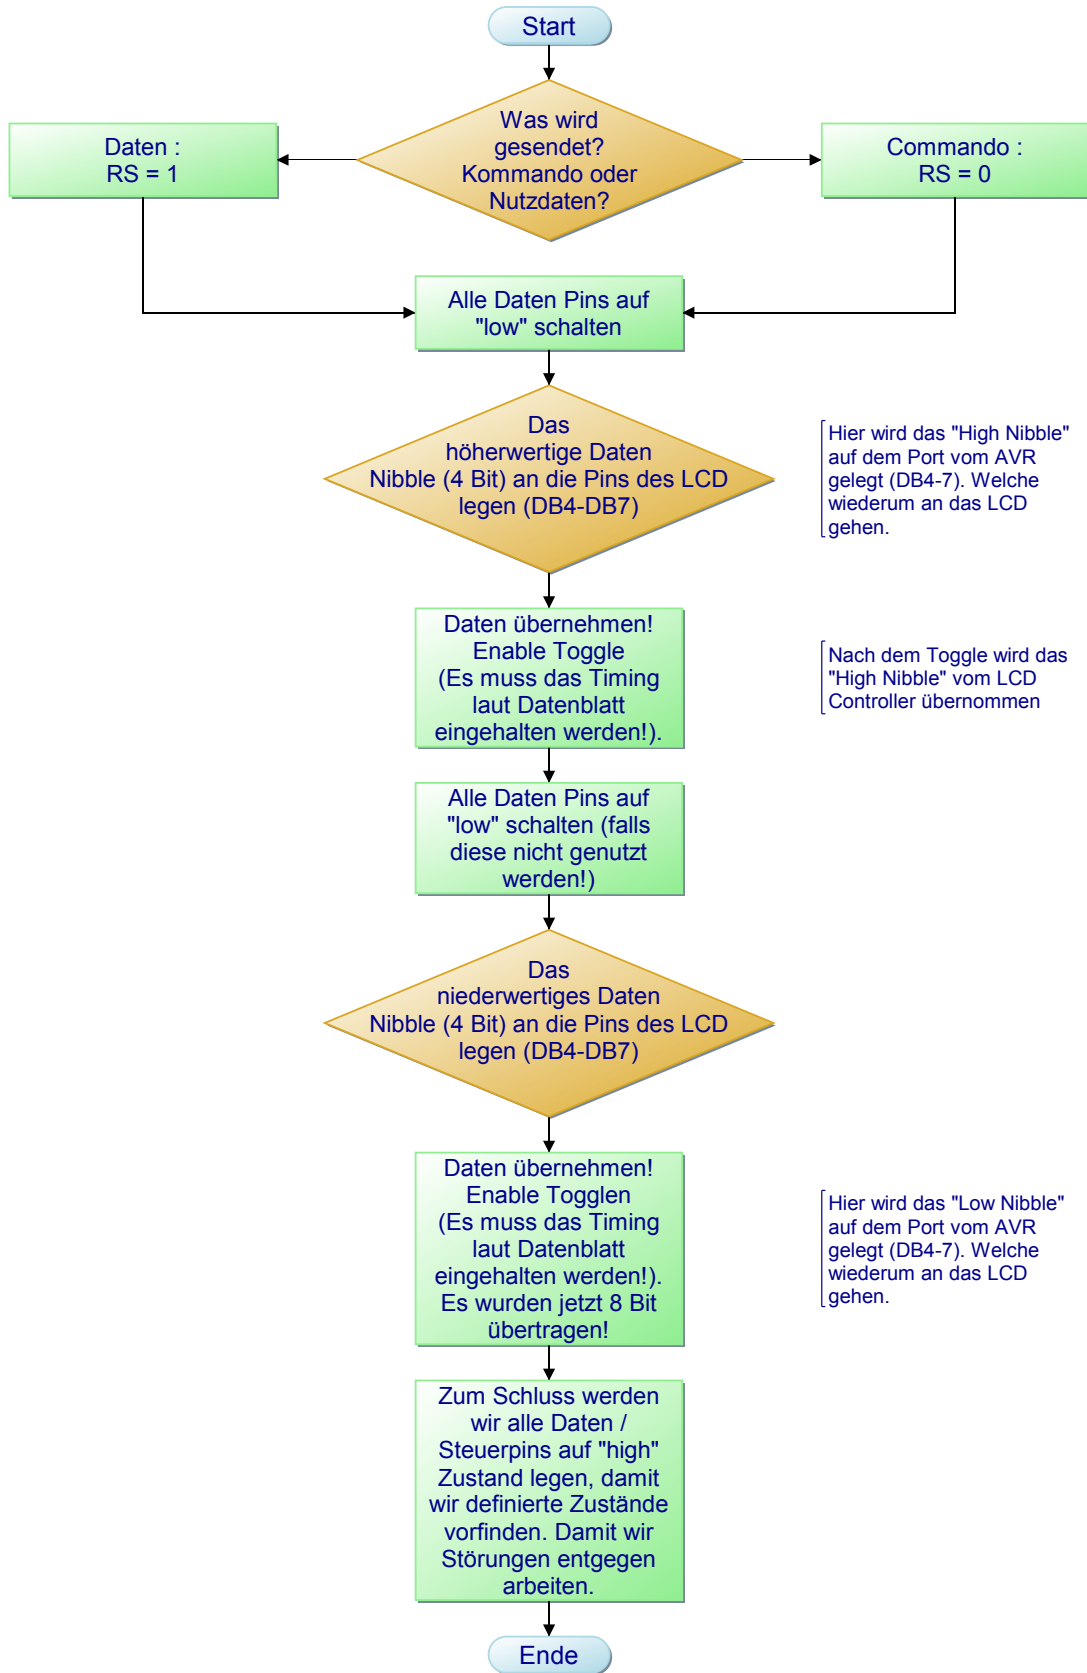 Start
Was wird
gesendet?
Kommando oder
Nutzdaten?
Daten :
RS = 1
Commando :
RS = 0
Alle Daten Pins auf
"low" schalten
Das
höherwertige Daten
Nibble (4 Bit) an die Pins des LCD
legen (DB4-DB7)
Hier wird das "High Nibble"
auf dem Port vom AVR
gelegt (DB4-7). Welche
wiederum an das LCD
gehen.
Daten übernehmen!
Enable Toggle
(Es muss das Timing
laut Datenblatt
eingehalten werden!).
Nach dem Toggle wird das
"High Nibble" vom LCD
Controller übernommen
Alle Daten Pins auf
"low" schalten (falls
diese nicht genutzt
werden!)
Das
niederwertiges Daten
Nibble (4 Bit) an die Pins des LCD
legen (DB4-DB7)
Daten übernehmen!
Enable Togglen
(Es muss das Timing
laut Datenblatt
eingehalten werden!).
Es wurden jetzt 8 Bit
übertragen!
Hier wird das "Low Nibble"
auf dem Port vom AVR
gelegt (DB4-7). Welche
wiederum an das LCD
gehen.
Zum Schluss werden
wir alle Daten /
Steuerpins auf "high"
Zustand legen, damit
wir definierte Zustände
vorfinden. Damit wir
Störungen entgegen
arbeiten.
Ende